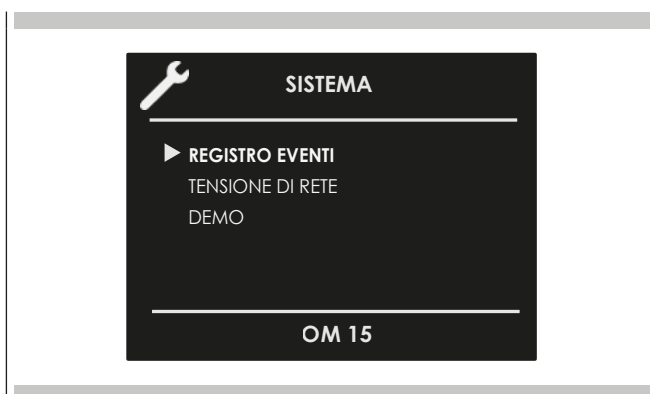 SISTEMA
REGISTRO EVENTI
TENSIONE DI RETE
DEMO
OM 15